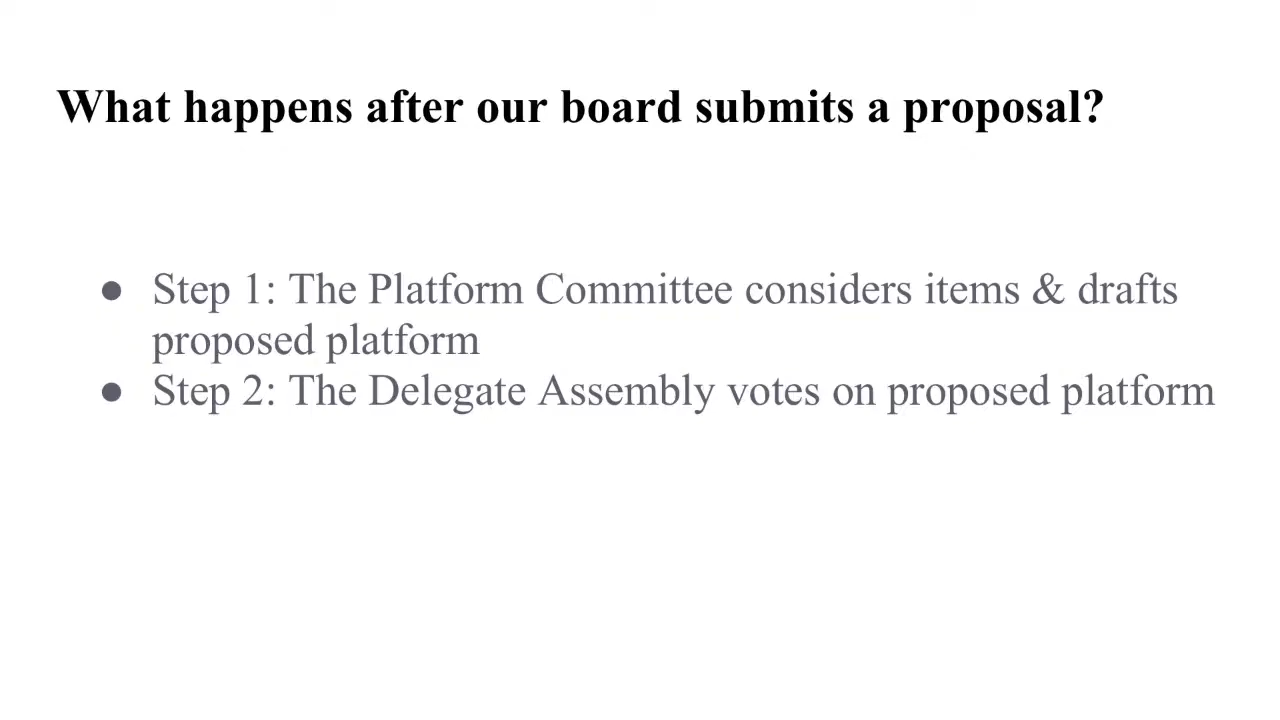 What happens after our board submits a proposal?
● Step 1: The Platform Committee considers items & drafts
proposed platform
● Step 2: The Delegate Assembly votes on proposed platform